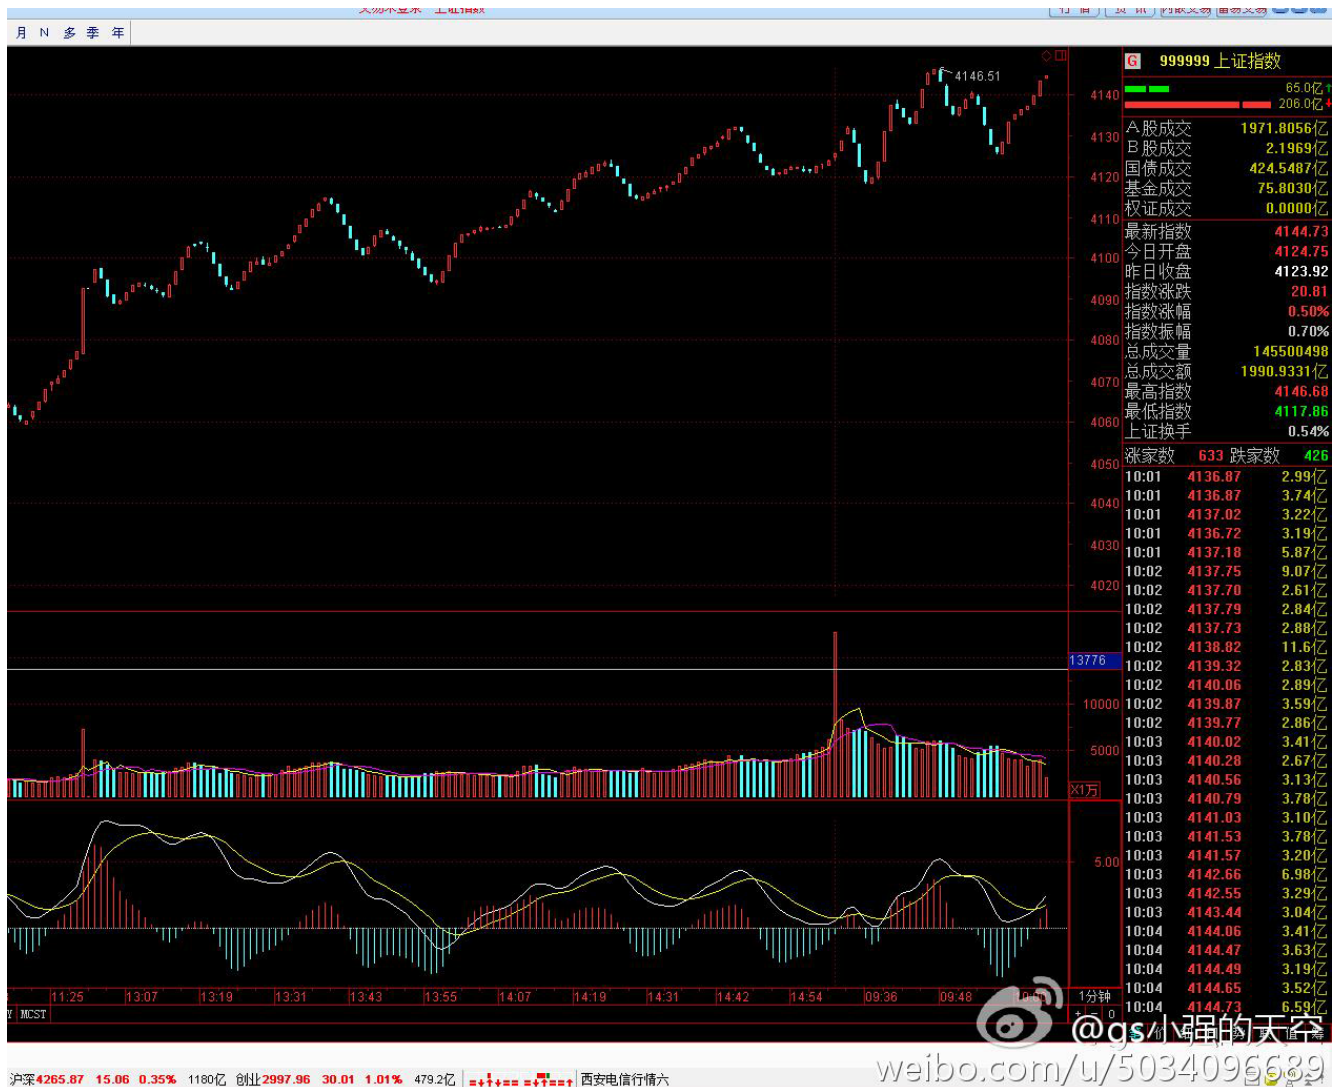 交易未登录 上证指数
行 情 资 讯
月 N 多 季 年
4146.51
4140
4130
4120
4110
4100
4090
4080
4070
4060
4050
4040
4030
4020
13776
10000
5000
X1万
5.00
11:25 13:07 13:19 13:31 13:43 13:55 14:07 14:19 14:31 14:42 14:54 09:36 09:48 10:00 1分钟
MCST
G 999999 上证指数
65.0亿↑
206.0亿↓
A股成交 1971.8056亿
B股成交 2.1969亿
国债成交 424.5487亿
基金成交 75.8030亿
权证成交 0.0000亿
最新指数 4144.73
今日开盘 4124.75
昨日收盘 4123.92
指数涨跌 20.81
指数涨幅 0.50%
指数振幅 0.70%
总成交量 145500498
总成交额 1990.9331亿
最高指数 4146.68
最低指数 4117.86
上证换手 0.54%
涨家数 633 跌家数 426
10:01 4136.87 2.99亿
10:01 4136.87 3.74亿
10:01 4137.02 3.22亿
10:01 4136.72 3.19亿
10:01 4137.18 5.87亿
10:02 4137.75 9.07亿
10:02 4137.70 2.61亿
10:02 4137.79 2.84亿
10:02 4137.73 2.88亿
10:02 4138.82 11.6亿
10:02 4139.32 2.83亿
10:02 4140.06 2.89亿
10:02 4139.87 3.59亿
10:02 4139.77 2.86亿
10:03 4140.02 3.41亿
10:03 4140.28 2.67亿
10:03 4140.56 3.13亿
10:03 4140.79 3.78亿
10:03 4141.03 3.10亿
10:03 4141.53 3.78亿
10:03 4141.57 3.20亿
10:03 4142.66 6.98亿
10:03 4142.55 3.29亿
10:03 4143.44 3.04亿
10:04 4144.06 3.41亿
10:04 4144.47 3.63亿
10:04 4144.49 3.19亿
10:04 4144.65 3.52亿
10:04 4144.73 6.59亿
@gs小强的天空
weibo.com/u/5034096689
沪深4265.87 15.06 0.35% 1180亿 创业2997.96 30.01 1.01% 479.2亿 西安电信行情六